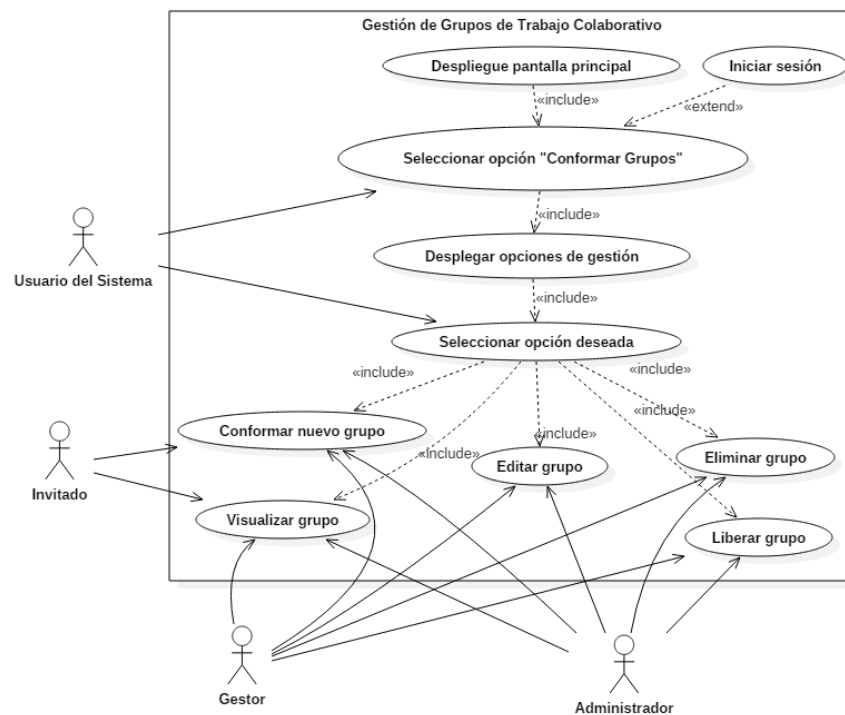 Gestión de Grupos de Trabajo Colaborativo
Despliegue pantalla principal
Iniciar sesión
«include»
«extend»
Seleccionar opción "Conformar Grupos"
«include»
Usuario del Sistema
Desplegar opciones de gestión
«include»
Seleccionar opción deseada
«include»
«include»
«include»
Conformar nuevo grupo
«include»
«Include»
Eliminar grupo
Editar grupo
Invitado
Visualizar grupo
Liberar grupo
Gestor
Administrador